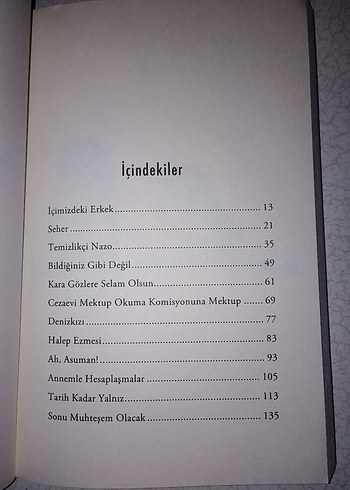 İçindekiler
İçimizdeki Erkek................................................ 13
Seher................................................................ 21
Temizlikçi Nazo................................................ 35
Bildiğiniz Gibi Değil.......................................... 49
Kara Gözlere Selam Olsun.................................. 61
Cezaevi Mektup Okuma Komisyonuna Mektup ....... 69
Denizkızı.......................................................... 77
Halep Ezmesi.................................................... 83
Ah, Asuman!..................................................... 93
Annemle Hesaplaşmalar ................................... 105
Tarih Kadar Yalnız............................................ 113
Sonu Muhteşem Olacak.................................... 135